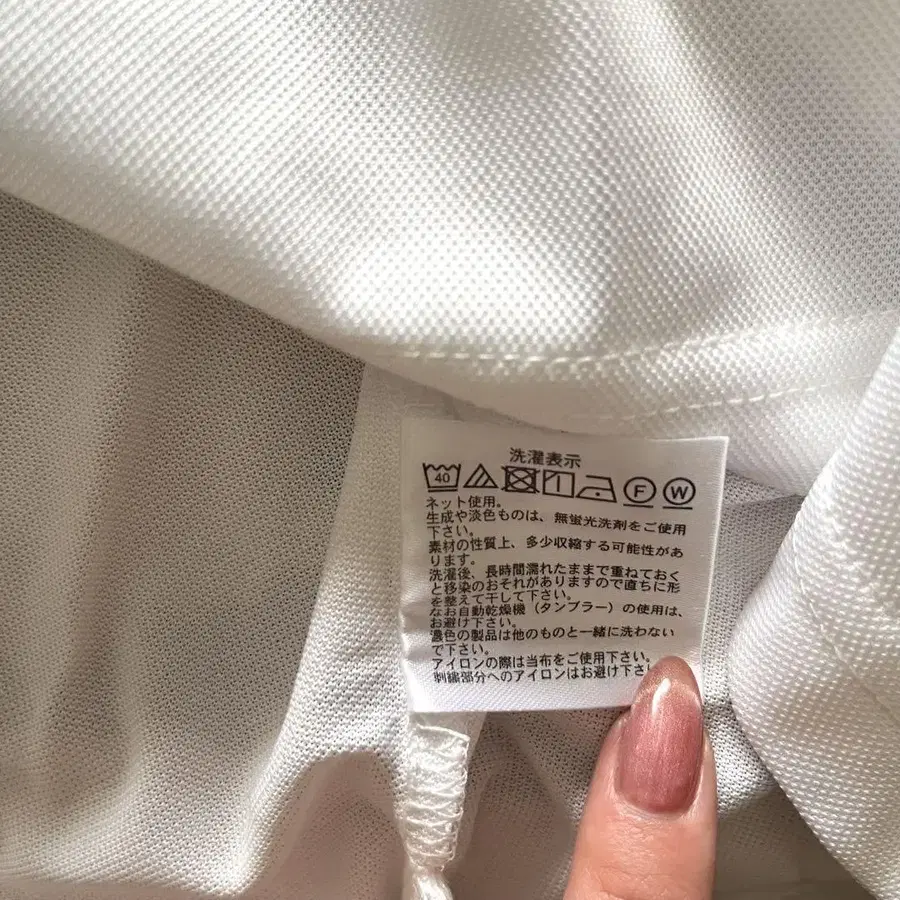 洗濯表示
40 F W
ネット使用。
生成や淡色ものは、無蛍光洗剤をご使用
下さい。
素材の性質上、多少収縮する可能性があ
ります。
洗濯後、長時間濡れたままで重ねておく
と移染のおそれがありますので直ちに形
を整えて干して下さい。
なお自動乾燥機（タンブラー）の使用は、
お避け下さい。
濃色の製品は他のものと一緒に洗わない
で下さい。
アイロンの際は当布をご使用下さい。
刺繍部分へのアイロンはお避け下さ